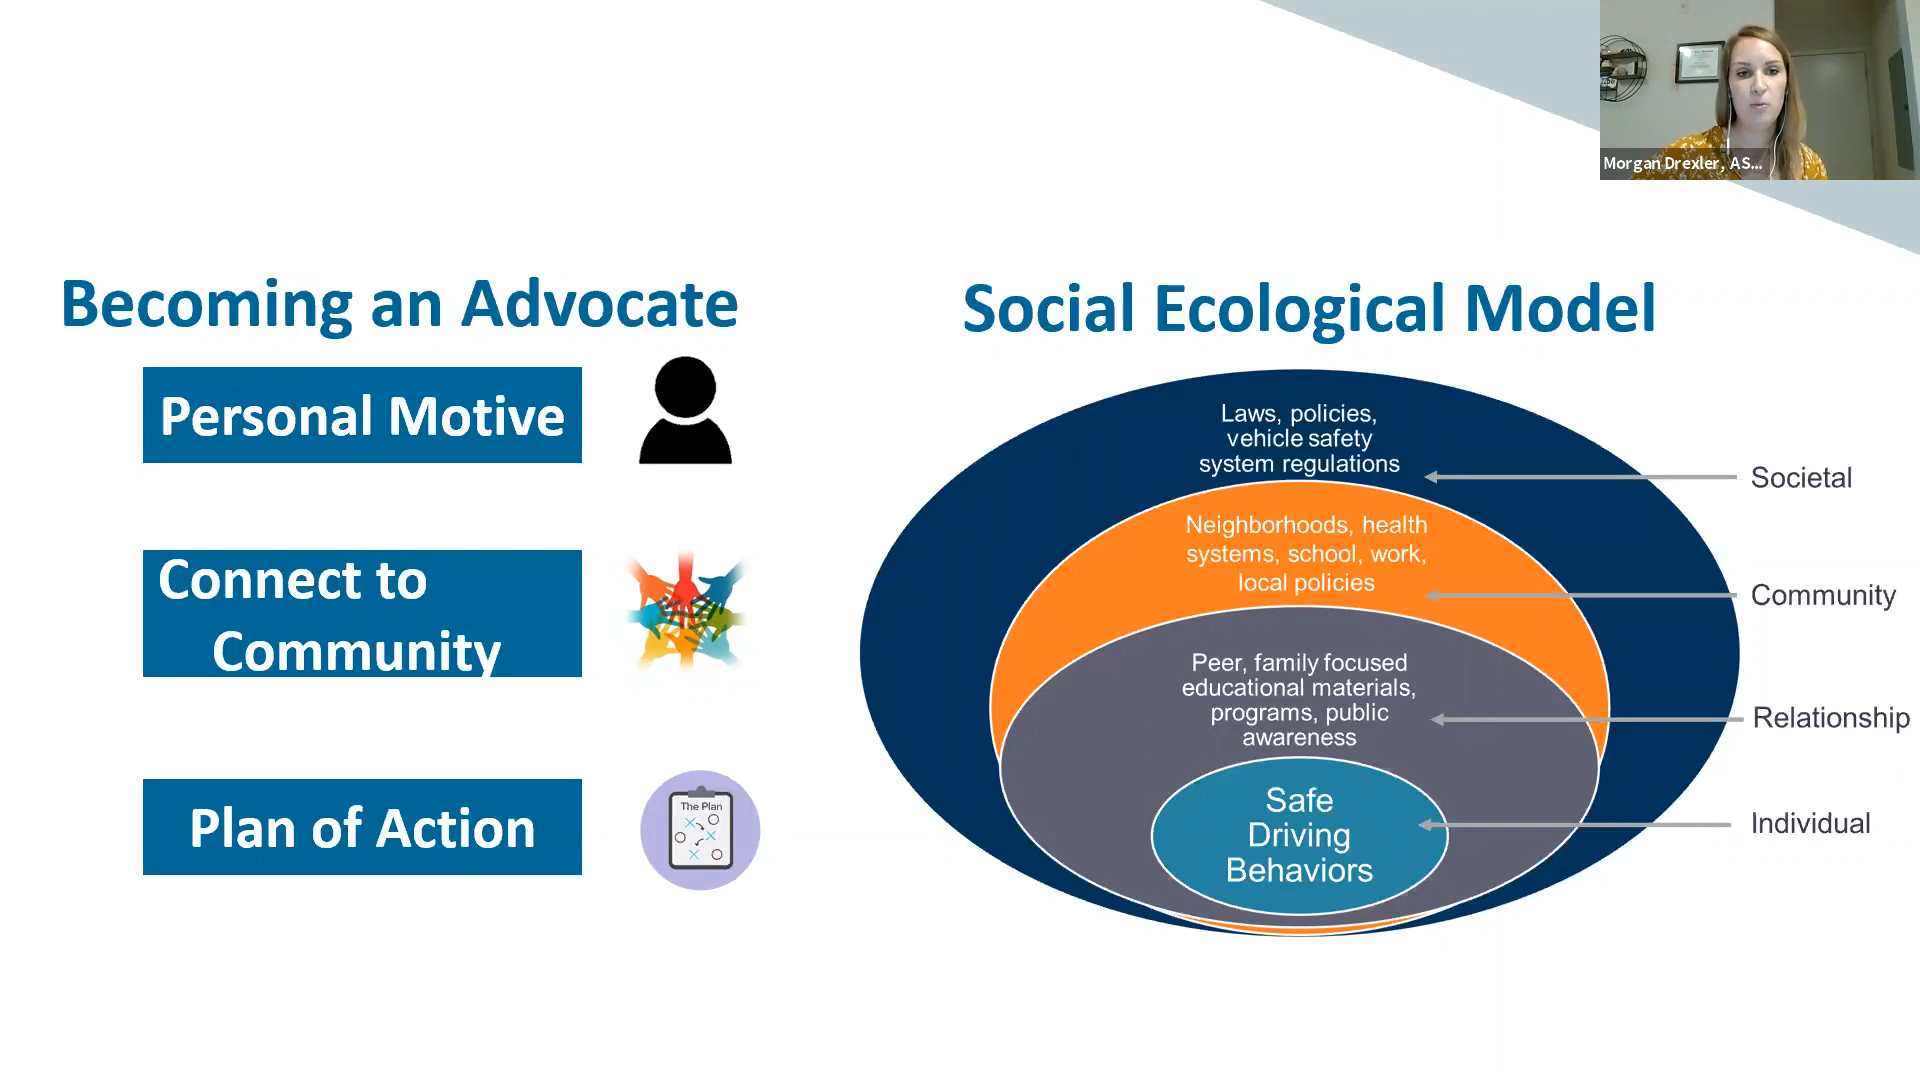 Morgan Drexler, AS...
Becoming an Advocate
Personal Motive
Connect to
Community
Plan of Action
The Plan
Social Ecological Model
Laws, policies,
vehicle safety
system regulations
Societal
Neighborhoods, health
systems, school, work,
local policies
Community
Peer, family focused
educational materials,
programs, public
awareness
Relationship
Safe
Driving
Behaviors
Individual